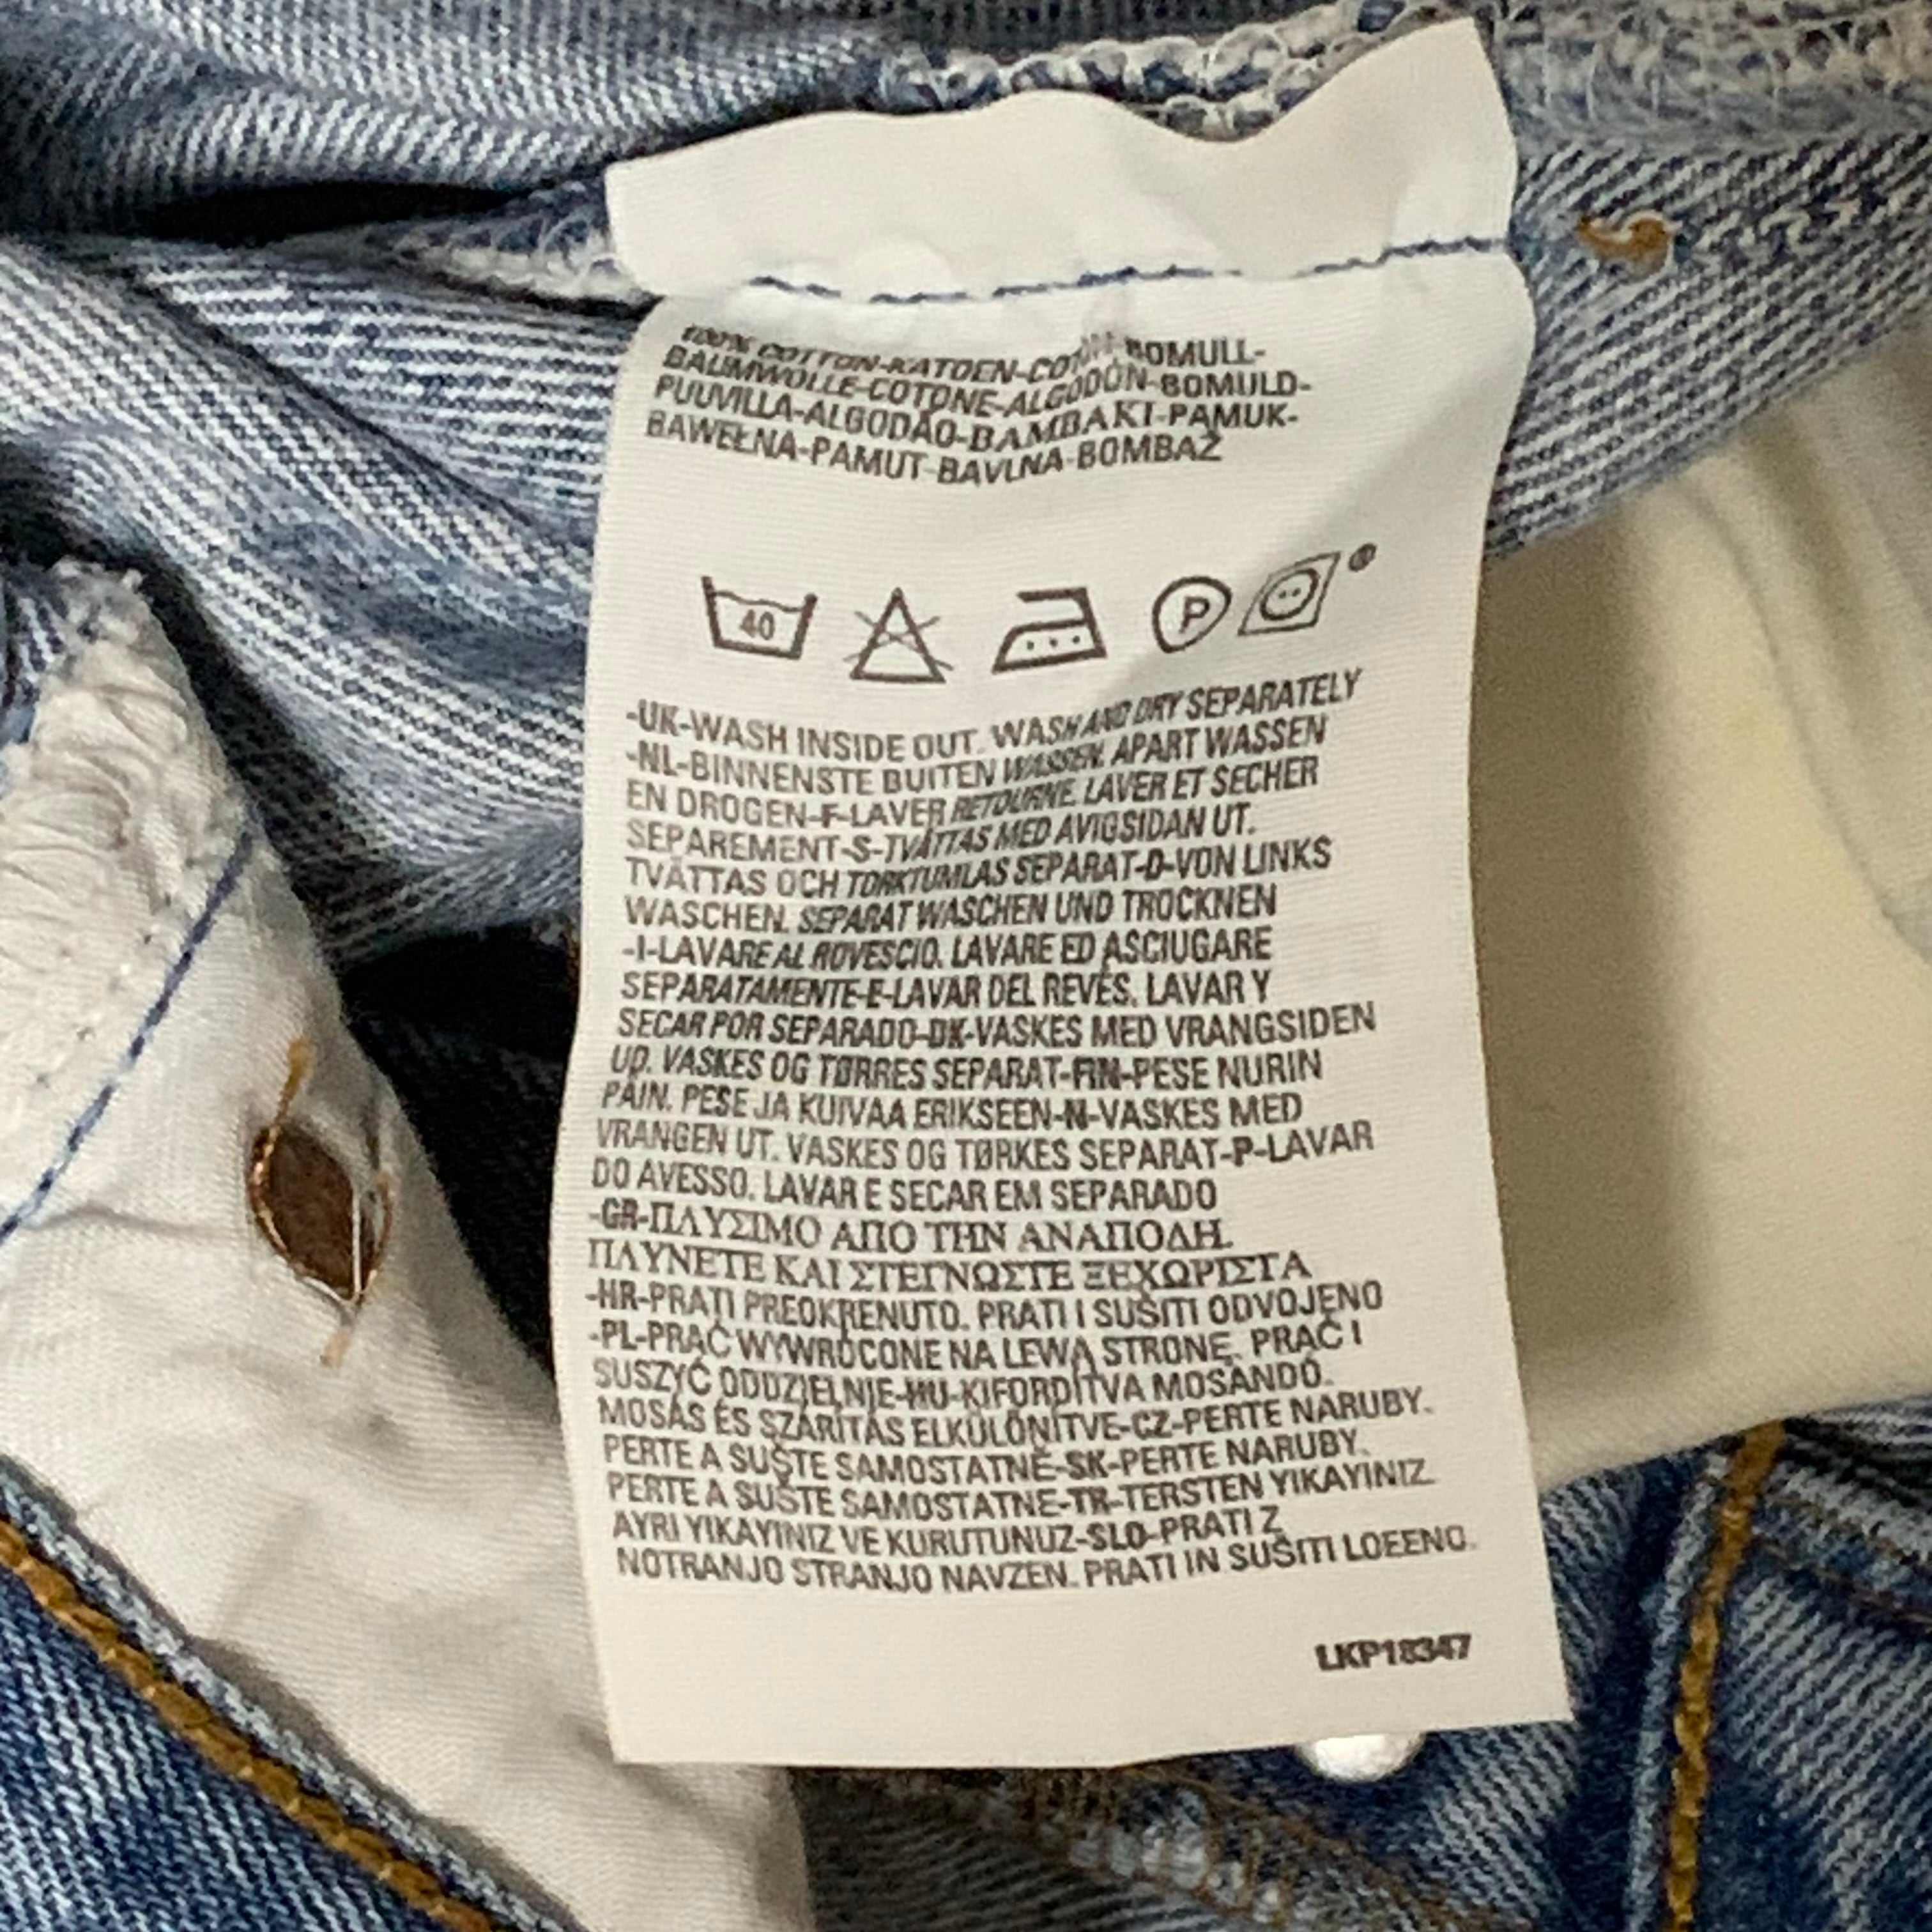 100% COTTON-KATOEN-COTON-BOMULL-
BAUMWOLLE-COTONE-ALGODÓN-BOMULD-
PUUVILLA-ALGODÃO-BAMBAKI-PAMUK-
BAWEŁNA-PAMUT-BAVLNA-BOMBAŽ
40 P ®
-UK-WASH INSIDE OUT. WASH AND DRY SEPARATELY
-NL-BINNENSTE BUITEN WASSEN. APART WASSEN
EN DROGEN-F-LAVER RETOURNE. LAVER ET SECHER
SEPAREMENT-S-TVÄTTAS MED AVIGSIDAN UT.
TVÄTTAS OCH TORKTUMLAS SEPARAT-D-VON LINKS
WASCHEN. SEPARAT WASCHEN UND TROCKNEN
-I-LAVARE AL ROVESCIO. LAVARE ED ASCIUGARE
SEPARATAMENTE-E-LAVAR DEL REVÉS. LAVAR Y
SECAR POR SEPARADO-DK-VASKES MED VRANGSIDEN
UD. VASKES OG TØRRES SEPARAT-FIN-PESE NURIN
PÄIN. PESE JA KUIVAA ERIKSEEN-N-VASKES MED
VRANGEN UT. VASKES OG TØRKES SEPARAT-P-LAVAR
DO AVESSO. LAVAR E SECAR EM SEPARADO
-GR-ΠΛΥΣΙΜΟ ΑΠΟ ΤΗΝ ΑΝΑΠΟΔΗ.
ΠΛΥΝΕΤΕ ΚΑΙ ΣΤΕΓΝΩΣΤΕ ΞΕΧΩΡΙΣΤΑ
-HR-PRATI PREOKRENUTO. PRATI I SUŠITI ODVOJENO
-PL-PRAĆ WYWRÓCONE NA LEWĄ STRONĘ. PRAĆ I
SUSZYĆ ODDZIELNIE-HU-KIFORDÍTVA MOSANDÓ.
MOSÁS ÉS SZÁRÍTÁS ELKÜLÖNÍTVE-CZ-PERTE NARUBY.
PERTE A SUŠTE SAMOSTATNĚ-SK-PERTE NARUBY.
PERTE A SUŠTE SAMOSTATNE-TR-TERSTEN YIKAYINIZ.
AYRI YIKAYINIZ VE KURUTUNUZ-SLO-PRATI Z
NOTRANJO STRANJO NAVZEN. PRATI IN SUŠITI LOEENO.
LKP18347